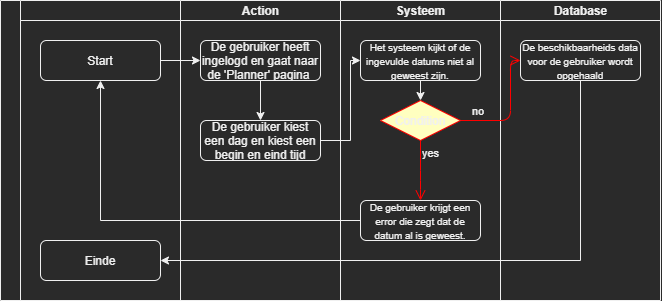 Action
Systeem
Database
Start
De gebruiker heeft
ingelogd en gaat naar
de 'Planner' pagina
Het systeem kijkt of de
ingevulde datums niet al
geweest zijn.
De beschikbaarheids data
voor de gebruiker wordt
opgehaald
De gebruiker kiest
een dag en kiest een
begin en eind tijd
Condition
no
yes
De gebruiker krijgt een
error die zegt dat de
datum al is geweest.
Einde